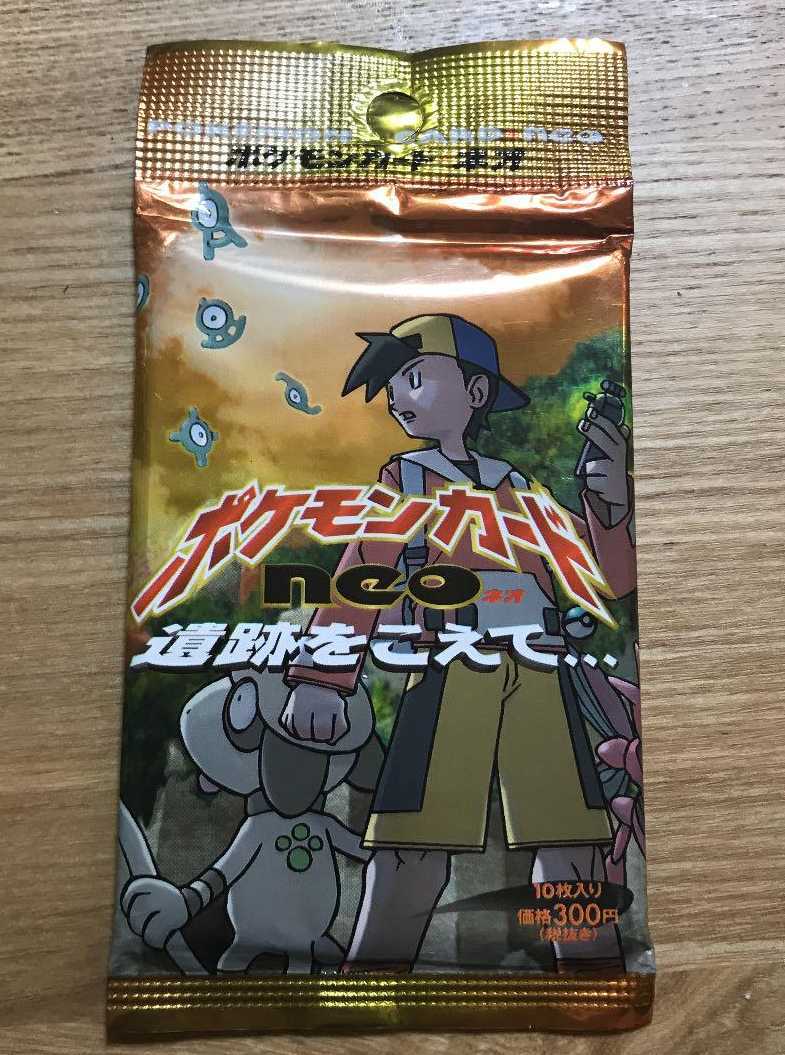 POKÉMON CARD neo
ポケモンカード ネオ
ポケモンカード
neo ネオ
遺跡をこえて...
10枚入り
価格300円
(税抜き)